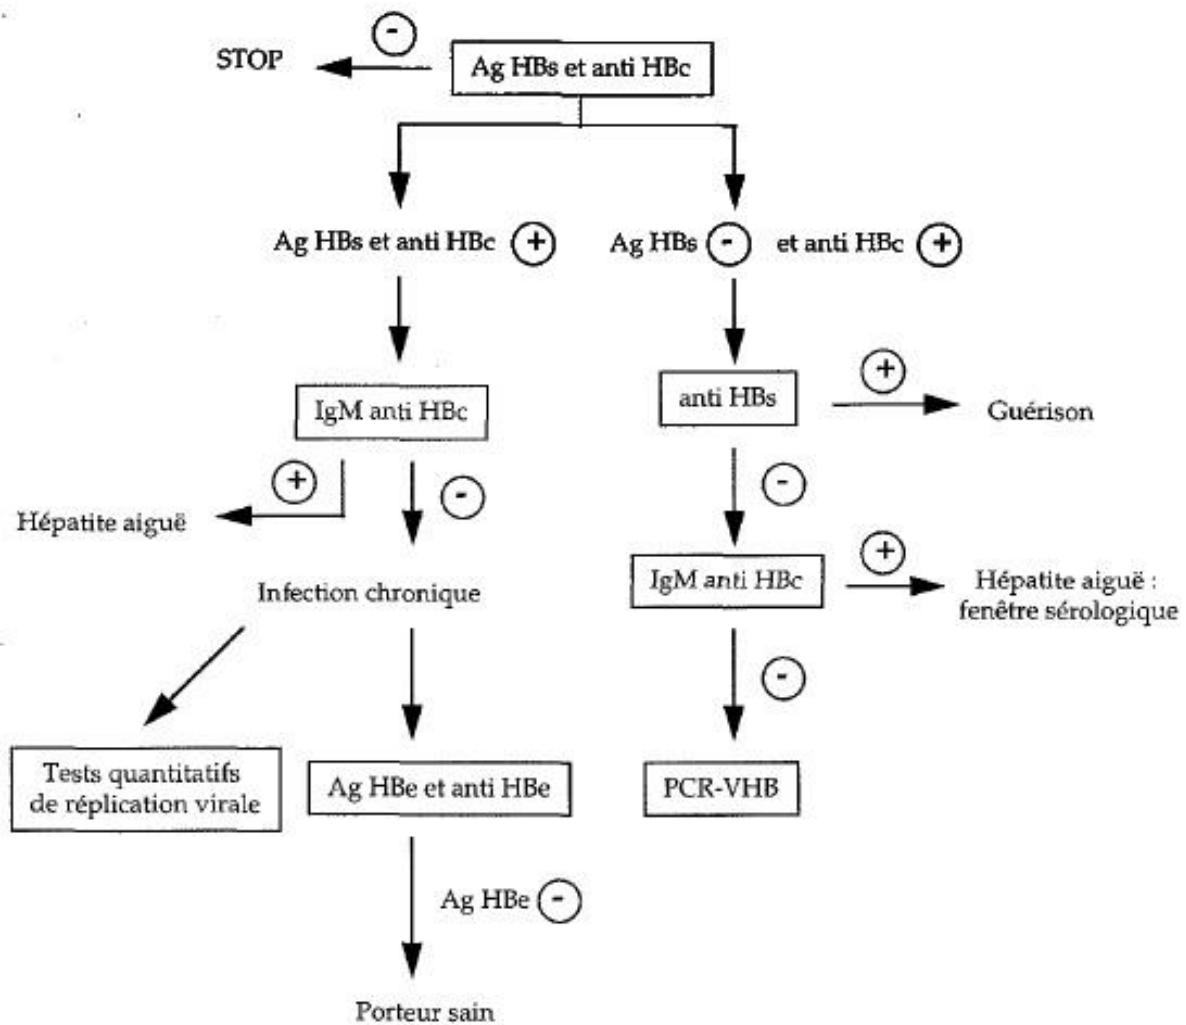 -
STOP
Ag HBs et anti HBc
Ag HBs et anti HBc +
Ag HBs - et anti HBc +
IgM anti HBc
anti HBs
+
Guérison
+
-
-
Hépatite aiguë
IgM anti HBc
+
Hépatite aiguë :
fenêtre sérologique
Infection chronique
-
Tests quantitatifs
de réplication virale
Ag HBe et anti HBe
PCR-VHB
Ag HBe -
Porteur sain